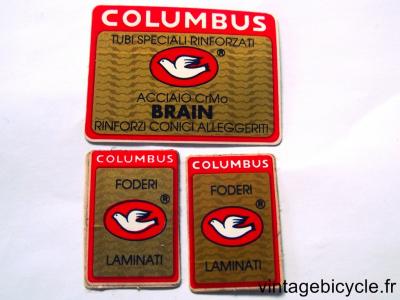 COLUMBUS
TUBI SPECIALI RINFORZATI
®
ACCIAIO CrMo
BRAIN
RINFORZI CONICI ALLEGGERITI
COLUMBUS
FODERI
®
LAMINATI
COLUMBUS
FODERI
®
LAMINATI
vintagebicycle.fr